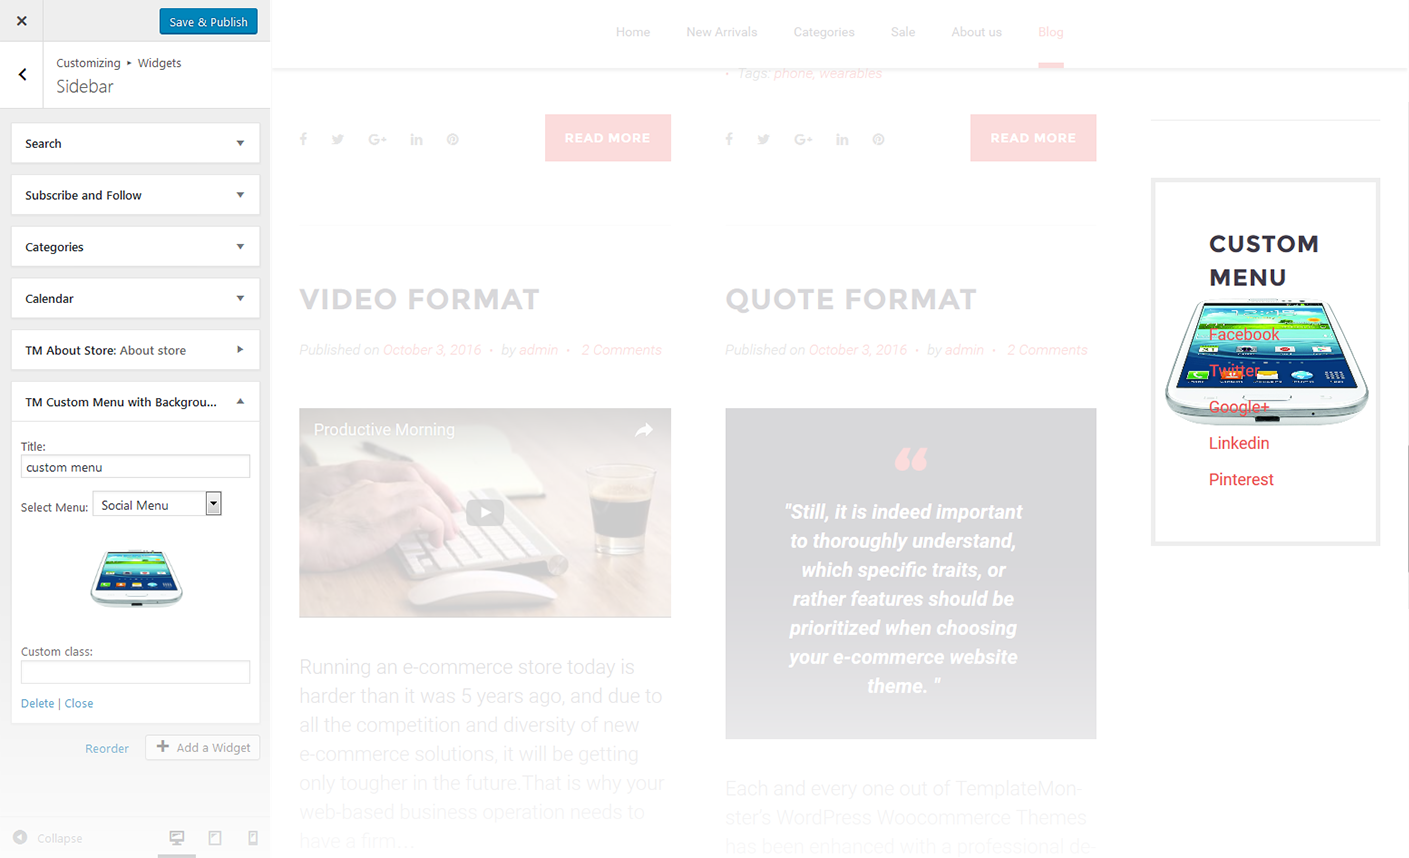 Save & Publish
Customizing ▸ Widgets
Sidebar
Search
Subscribe and Follow
Categories
Calendar
TM About Store: About store
TM Custom Menu with Backgrou...
Title:
custom menu
Select Menu: Social Menu
Custom class:
Delete | Close
Reorder
Add a Widget
Collapse
Home New Arrivals Categories Sale About us Blog
Tags: phone, wearables
READ MORE
READ MORE
VIDEO FORMAT
Published on October 3, 2016 • by admin • 2 Comments
Productive Morning
Running an e-commerce store today is
harder than it was 5 years ago, and due to
all the competition and diversity of new
e-commerce solutions, it will be getting
only tougher in the future.That is why your
web-based business operation needs to
have a firm...
QUOTE FORMAT
Published on October 3, 2016 • by admin • 2 Comments
"Still, it is indeed important
to thoroughly understand,
which specific traits, or
rather features should be
prioritized when choosing
your e-commerce website
theme. "
Each and every one out of TemplateMon-
ster's WordPress Woocommerce Themes
has been enhanced with a professional de-
CUSTOM
MENU
Facebook
Twitter
Google+
Linkedin
Pinterest